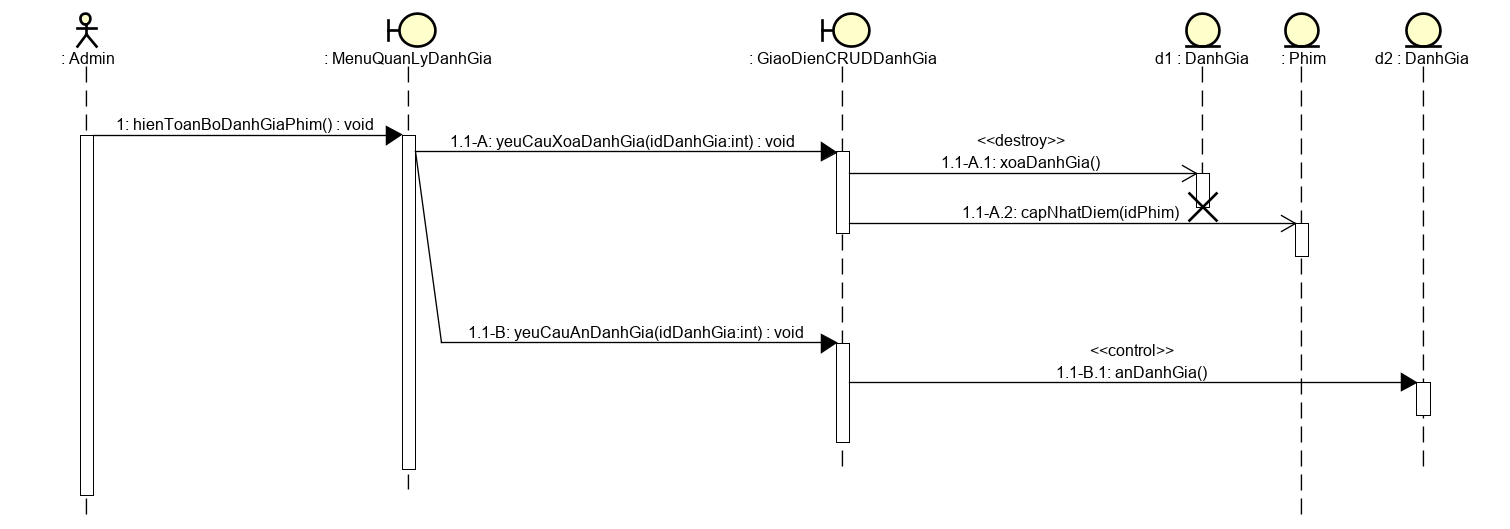 : Admin
: MenuQuanLyDanhGia
: GiaoDienCRUDDanhGia
d1 : DanhGia
: Phim
d2 : DanhGia
1: hienToanBoDanhGiaPhim() : void
1.1-A: yeuCauXoaDanhGia(idDanhGia:int) : void
<<destroy>>
1.1-A.1: xoaDanhGia()
1.1-A.2: capNhatDiem(idPhim)
1.1-B: yeuCauAnDanhGia(idDanhGia:int) : void
<<control>>
1.1-B.1: anDanhGia()